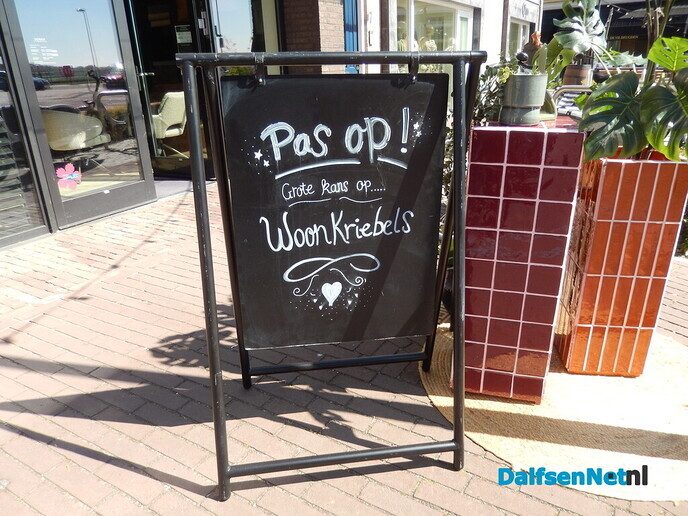 Pas op!
Grote kans op.....
WoonKriebels
DalfsenNet.nl